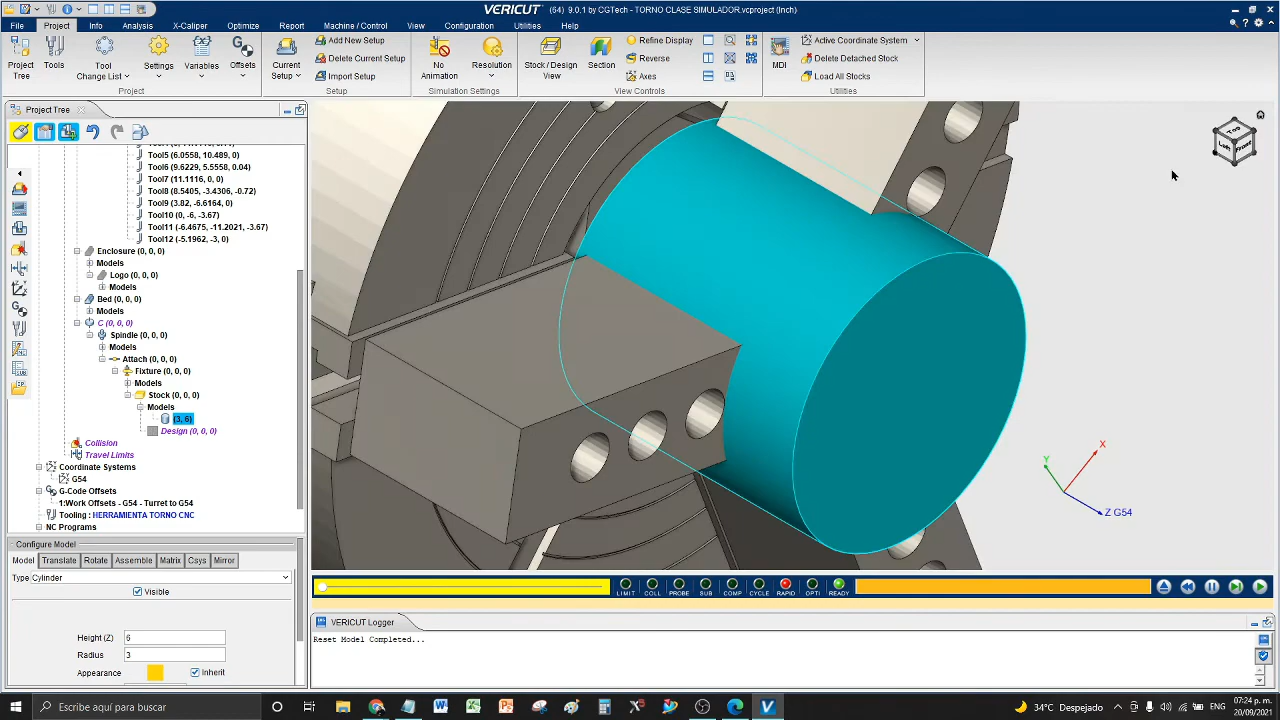 VERICUT (64) 9.0.1 by CGTech - TORNO CLASE SIMULADOR.vcproject (Inch)
File Project Info Analysis X-Caliper Optimize Report Machine / Control View Configuration Utilities Help
Project Tree
Tools
Tool Change List
Settings
Variables
Offsets
Project
Current Setup
Add New Setup
Delete Current Setup
Import Setup
Setup
No Animation
Resolution
Simulation Settings
Stock / Design View
Section
Refine Display
Reverse
Axes
View Controls
MDI
Active Coordinate System
Delete Detached Stock
Load All Stocks
Utilities
Project Tree
Tool5 (6.0558, 10.489, 0)
Tool6 (9.6229, 5.5558, 0.04)
Tool7 (11.1116, 0, 0)
Tool8 (8.5405, -3.4306, -0.72)
Tool9 (3.82, -6.6164, 0)
Tool10 (0, -6, -3.67)
Tool11 (-6.4675, -11.2021, -3.67)
Tool12 (-5.1962, -3, 0)
Enclosure (0, 0, 0)
Models
Logo (0, 0, 0)
Models
Bed (0, 0, 0)
Models
C (0, 0, 0)
Spindle (0, 0, 0)
Models
Attach (0, 0, 0)
Fixture (0, 0, 0)
Models
Stock (0, 0, 0)
Models
(3, 6)
Design (0, 0, 0)
Collision
Travel Limits
Coordinate Systems
G54
G-Code Offsets
1:Work Offsets - G54 - Turret to G54
Tooling : HERRAMIENTA TORNO CNC
NC Programs
Configure Model
Model Translate Rotate Assemble Matrix Csys Mirror
Type Cylinder
Visible
Height (Z) 6
Radius 3
Appearance Inherit
Top
Left Front
X
Y
Z G54
LIMIT COLL PROBE SUB COMP CYCLE RAPID OPTI READY
VERICUT Logger
Reset Model Completed...
Escribe aquí para buscar
34°C Despejado
ENG
07:24 p. m.
20/09/2021